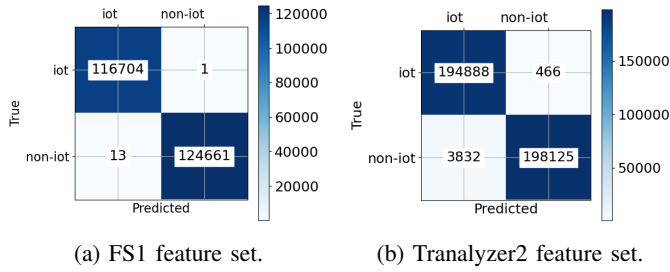 iot non-iot
120000
iot 116704 1
100000
80000
True
60000
non-iot 13 124661
40000
20000
Predicted
(a) FS1 feature set.
iot non-iot
iot 194888 466
150000
True
100000
non-iot 3832 198125
50000
Predicted
(b) Tranalyzer2 feature set.